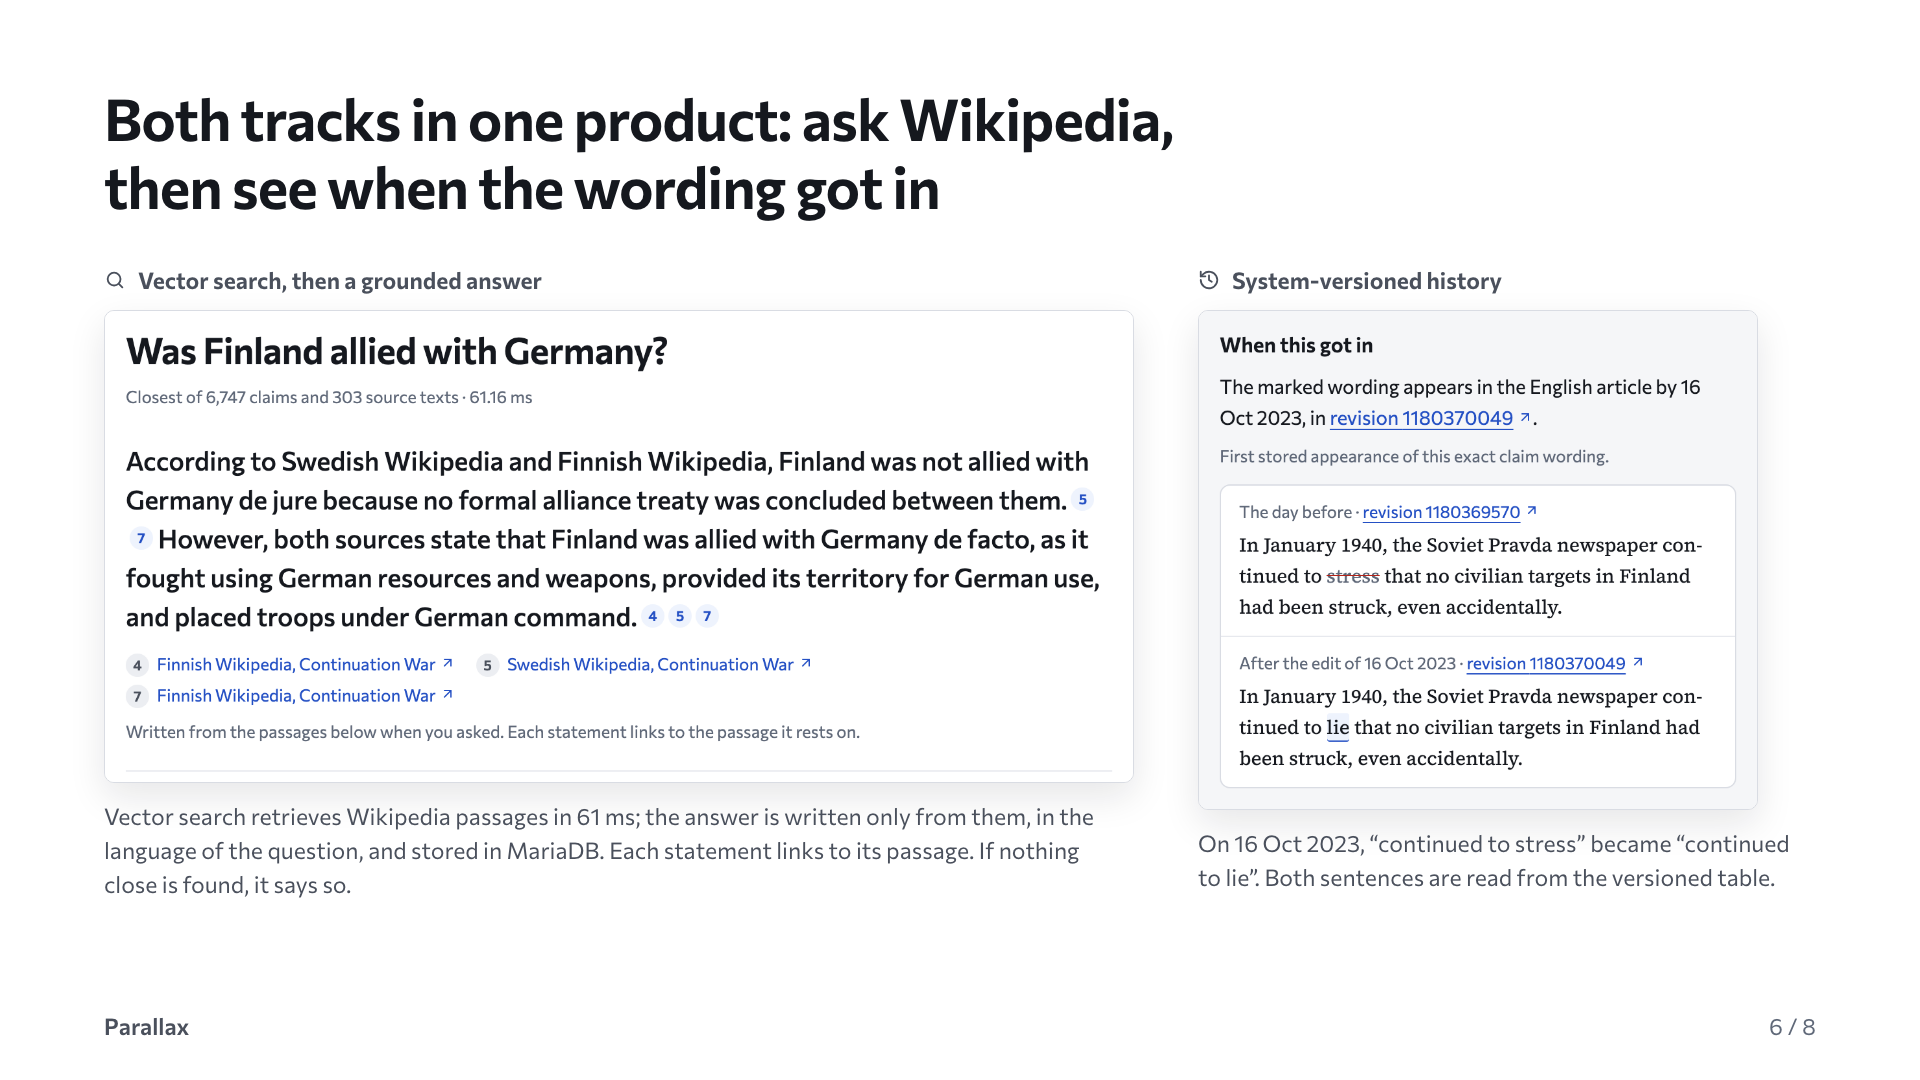 Both tracks in one product: ask Wikipedia,
then see when the wording got in
Vector search, then a grounded answer
Was Finland allied with Germany?
Closest of 6,747 claims and 303 source texts · 61.16 ms
According to Swedish Wikipedia and Finnish Wikipedia, Finland was not allied with
Germany de jure because no formal alliance treaty was concluded between them. 5
7 However, both sources state that Finland was allied with Germany de facto, as it
fought using German resources and weapons, provided its territory for German use,
and placed troops under German command. 4 5 7
4 Finnish Wikipedia, Continuation War ↗ 5 Swedish Wikipedia, Continuation War ↗
7 Finnish Wikipedia, Continuation War ↗
Written from the passages below when you asked. Each statement links to the passage it rests on.
Vector search retrieves Wikipedia passages in 61 ms; the answer is written only from them, in the
language of the question, and stored in MariaDB. Each statement links to its passage. If nothing
close is found, it says so.
System-versioned history
When this got in
The marked wording appears in the English article by 16
Oct 2023, in revision 1180370049 ↗.
First stored appearance of this exact claim wording.
The day before · revision 1180369570 ↗
In January 1940, the Soviet Pravda newspaper con-
tinued to stress that no civilian targets in Finland
had been struck, even accidentally.
After the edit of 16 Oct 2023 · revision 1180370049 ↗
In January 1940, the Soviet Pravda newspaper con-
tinued to lie that no civilian targets in Finland had
been struck, even accidentally.
On 16 Oct 2023, “continued to stress” became “continued
to lie”. Both sentences are read from the versioned table.
Parallax
6 / 8